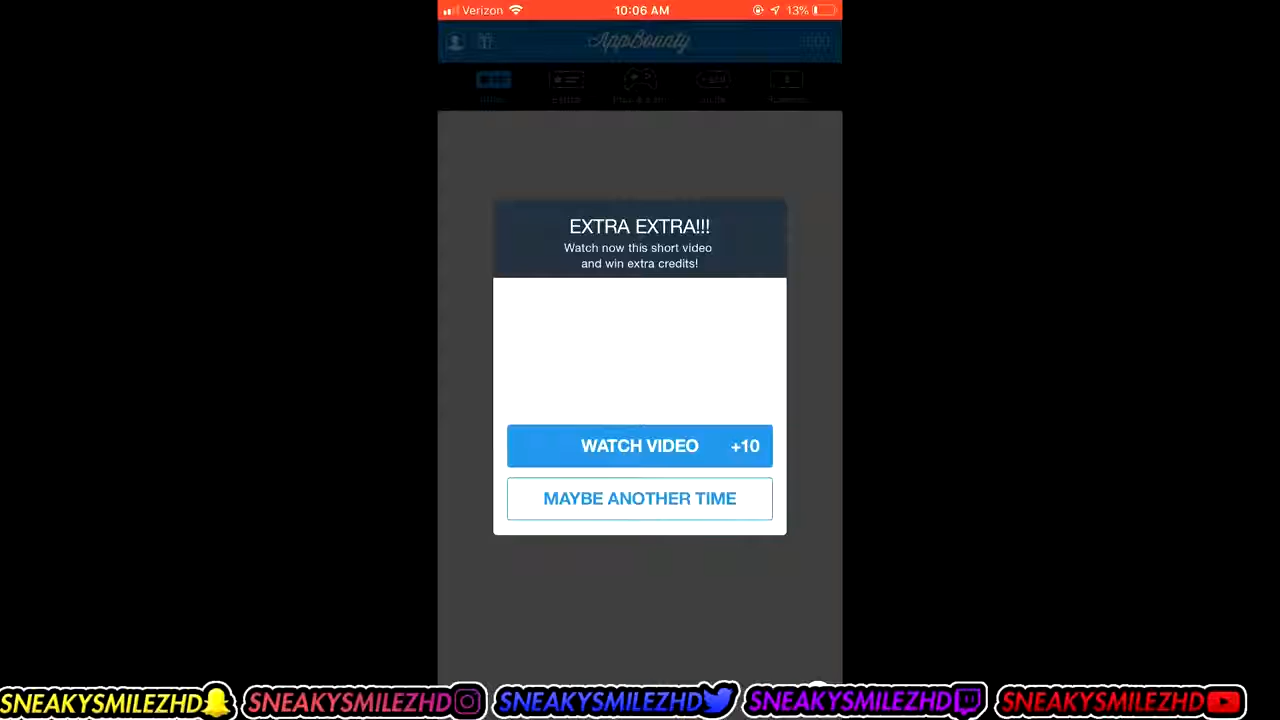 Verizon 10:06 AM 13%
AppBounty
EXTRA EXTRA!!!
Watch now this short video
and win extra credits!
WATCH VIDEO +10
MAYBE ANOTHER TIME
SNEAKYSMILEZHD SNEAKYSMILEZHD SNEAKYSMILEZHD SNEAKYSMILEZHD SNEAKYSMILEZHD